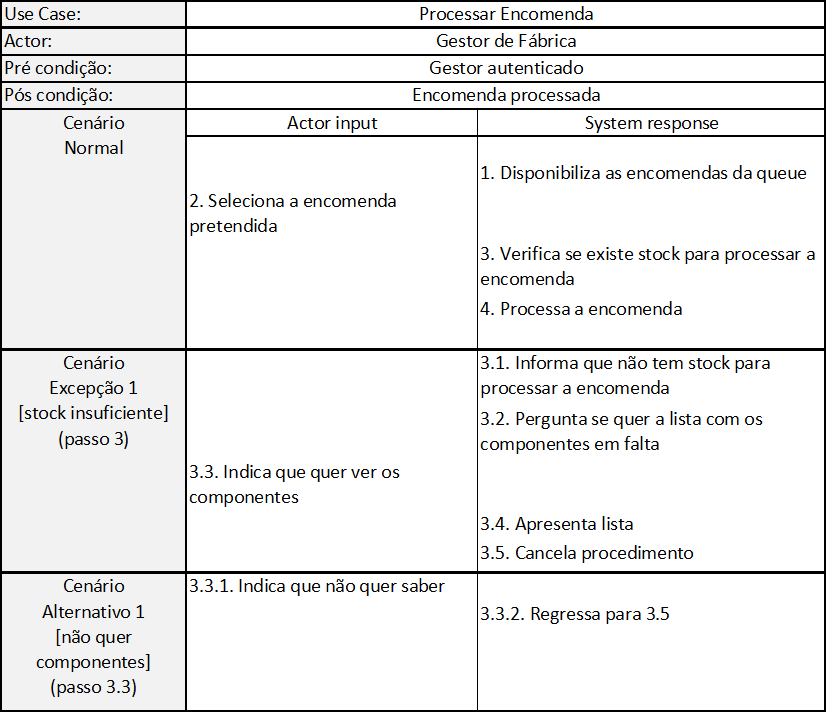 Use Case:
Processar Encomenda
Actor:
Gestor de Fábrica
Pré condição:
Gestor autenticado
Pós condição:
Encomenda processada
Cenário
Normal
Actor input
System response
1. Disponibiliza as encomendas da queue
2. Seleciona a encomenda
pretendida
3. Verifica se existe stock para processar a
encomenda
4. Processa a encomenda
Cenário
Excepção 1
[stock insuficiente]
(passo 3)
3.1. Informa que não tem stock para
processar a encomenda
3.2. Pergunta se quer a lista com os
componentes em falta
3.3. Indica que quer ver os
componentes
3.4. Apresenta lista
3.5. Cancela procedimento
Cenário
Alternativo 1
[não quer
componentes]
(passo 3.3)
3.3.1. Indica que não quer saber
3.3.2. Regressa para 3.5